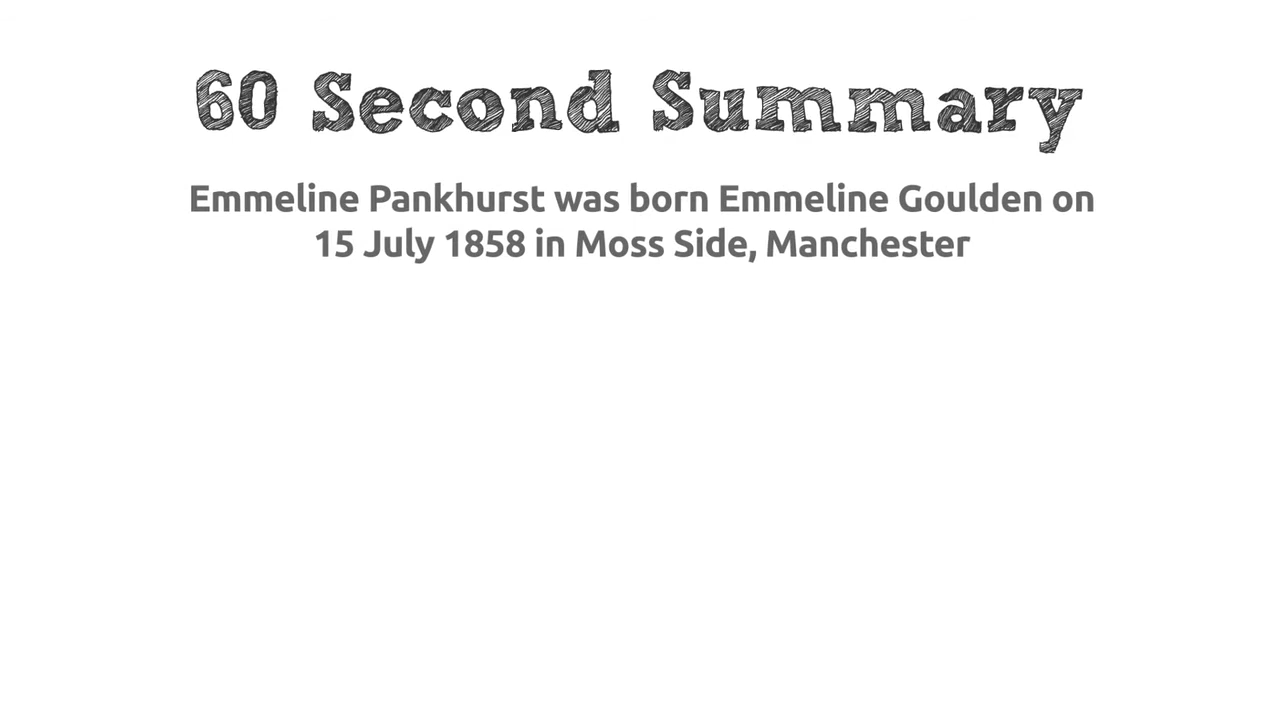 60 Second Summary
Emmeline Pankhurst was born Emmeline Goulden on
15 July 1858 in Moss Side, Manchester